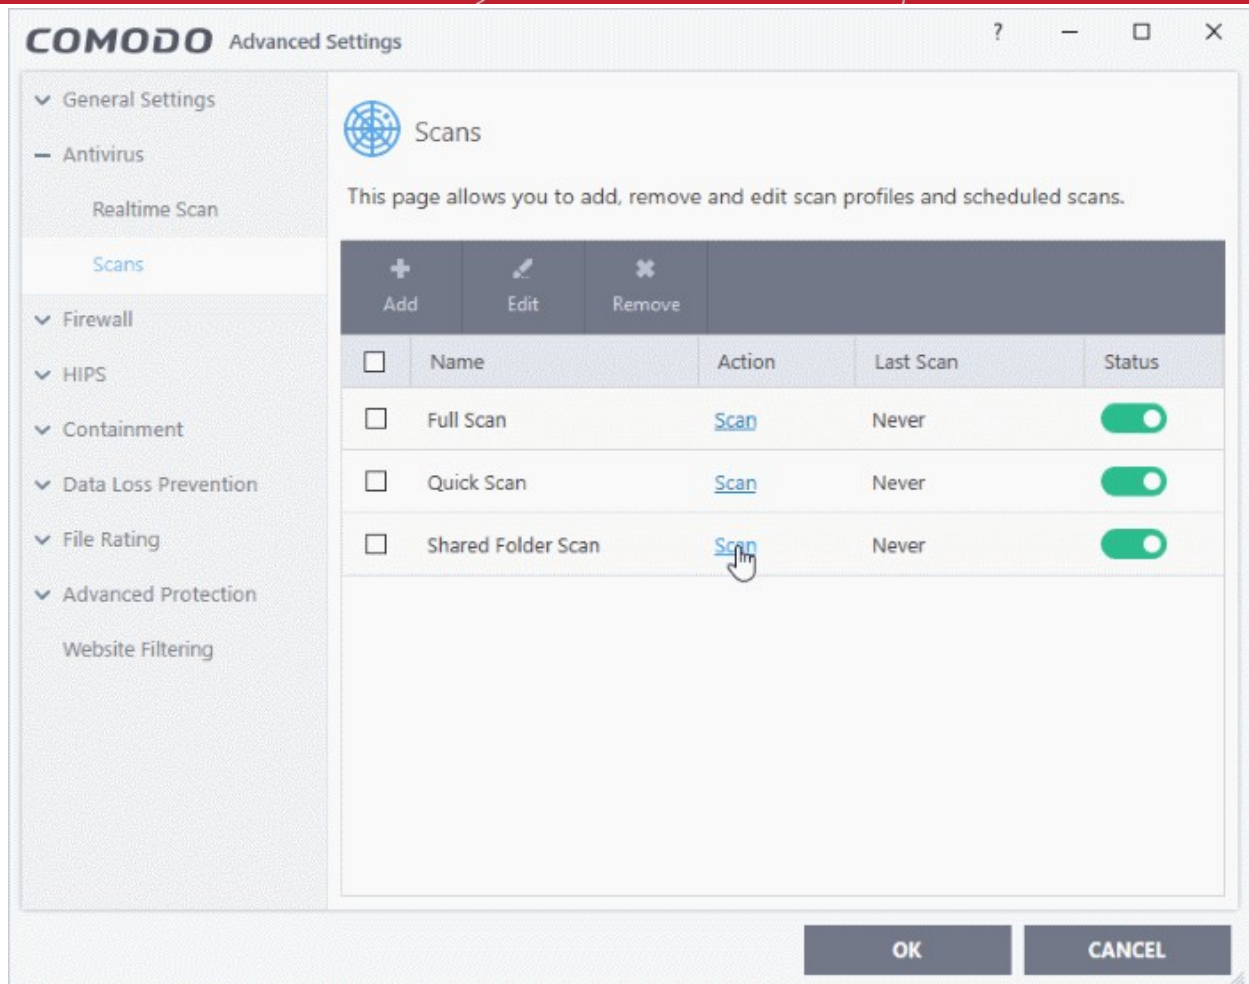 COMODO Advanced Settings ?
General Settings
Antivirus
Realtime Scan
Scans
Firewall
HIPS
Containment
Data Loss Prevention
File Rating
Advanced Protection
Website Filtering
Scans
This page allows you to add, remove and edit scan profiles and scheduled scans.
Add Edit Remove
Name Action Last Scan Status
Full Scan Scan Never
Quick Scan Scan Never
Shared Folder Scan Scan Never
OK CANCEL